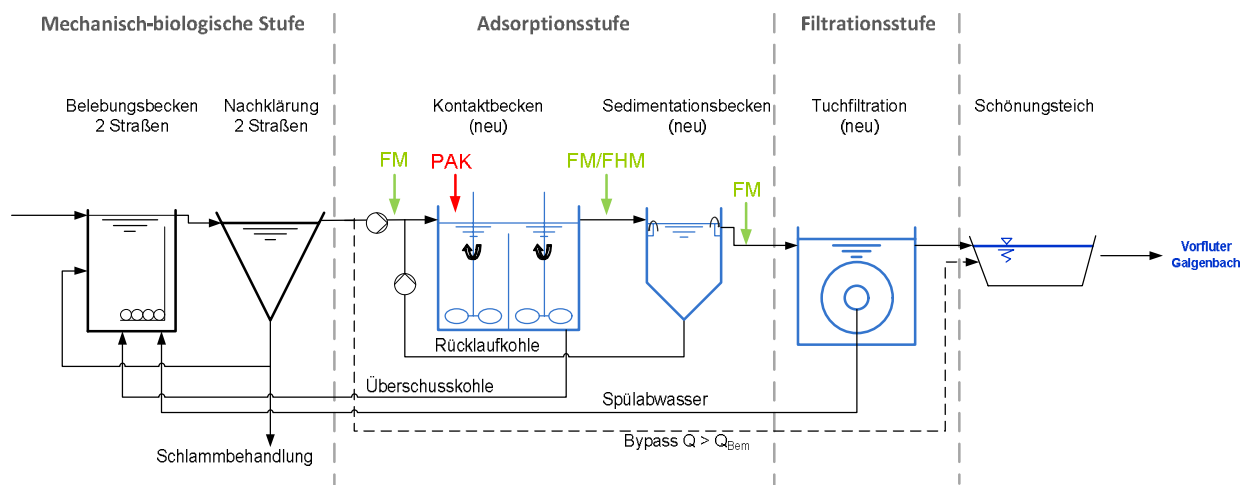 Mechanisch-biologische Stufe
Adsorptionsstufe
Filtrationsstufe
Belebungsbecken
2 Straßen
Nachklärung
2 Straßen
Kontaktbecken
(neu)
Sedimentationsbecken
(neu)
Tuchfiltration
(neu)
Schönungsteich
FM
PAK
FM/FHM
FM
Vorfluter
Galgenbach
Rücklaufkohle
Überschusskohle
Spülabwasser
Bypass Q > QBem
Schlammbehandlung